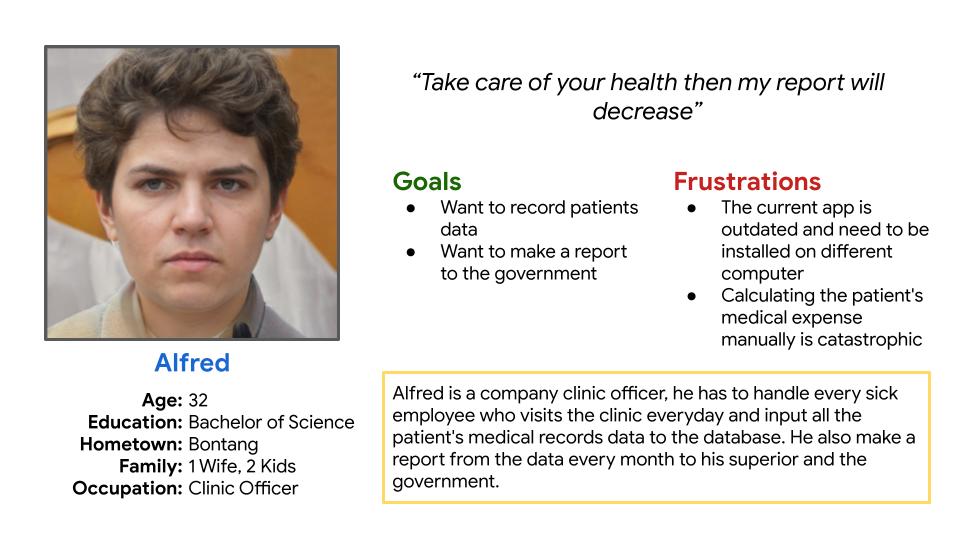 “Take care of your health then my report will
decrease”
Goals
● Want to record patients
data
● Want to make a report
to the government
Frustrations
● The current app is
outdated and need to be
installed on different
computer
● Calculating the patient's
medical expense
manually is catastrophic
Alfred
Age: 32
Education: Bachelor of Science
Hometown: Bontang
Family: 1 Wife, 2 Kids
Occupation: Clinic Officer
Alfred is a company clinic officer, he has to handle every sick
employee who visits the clinic everyday and input all the
patient's medical records data to the database. He also make a
report from the data every month to his superior and the
government.